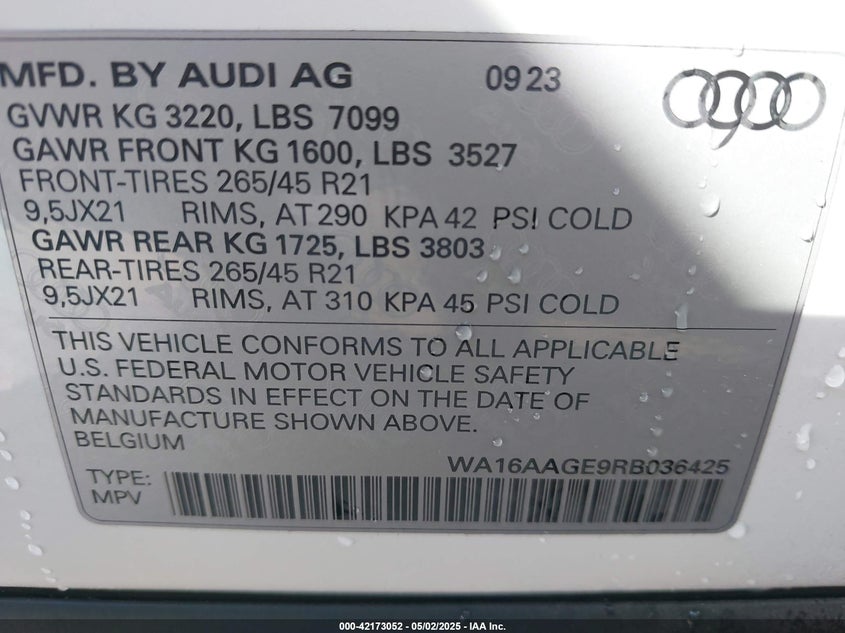 MFD. BY AUDI AG 09 23
GVWR KG 3220, LBS 7099
GAWR FRONT KG 1600, LBS 3527
FRONT-TIRES 265/45 R21
9,5JX21 RIMS, AT 290 KPA 42 PSI COLD
GAWR REAR KG 1725, LBS 3803
REAR-TIRES 265/45 R21
9,5JX21 RIMS, AT 310 KPA 45 PSI COLD
THIS VEHICLE CONFORMS TO ALL APPLICABLE
U.S. FEDERAL MOTOR VEHICLE SAFETY
STANDARDS IN EFFECT ON THE DATE OF
MANUFACTURE SHOWN ABOVE.
BELGIUM
WA16AAGE9RB036425
TYPE:
MPV
000-42173052 - 05/02/2025 - IAA Inc.